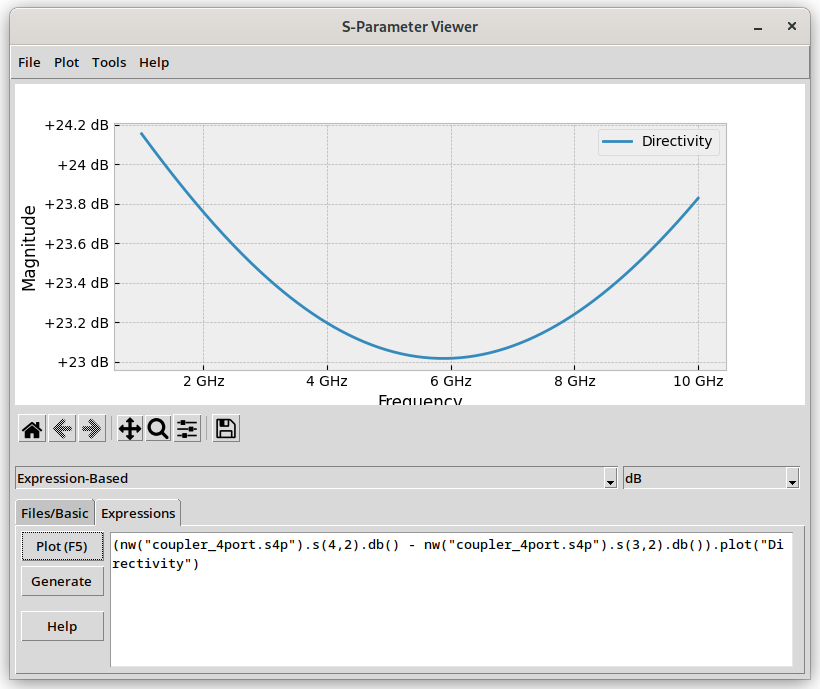 S-Parameter Viewer
File Plot Tools Help
+24.2 dB
+24 dB
+23.8 dB
+23.6 dB
+23.4 dB
+23.2 dB
+23 dB
Magnitude
Directivity
2 GHz 4 GHz 6 GHz 8 GHz 10 GHz
Frequency
Expression-Based dB
Files/Basic Expressions
Plot (F5)
Generate
Help
(nw("coupler_4port.s4p").s(4,2).db() - nw("coupler_4port.s4p").s(3,2).db()).plot("Di
rectivity")